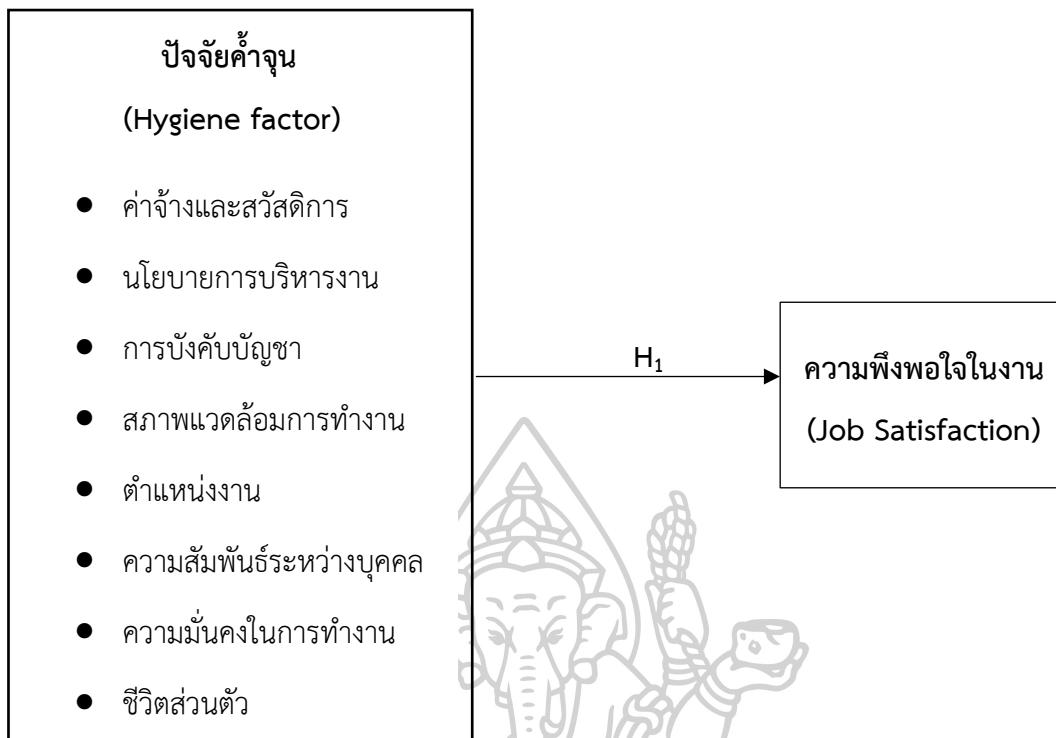 ปัจจัยค้ำจุน
(Hygiene factor)
● ค่าจ้างและสวัสดิการ
● นโยบายการบริหารงาน
● การบังคับบัญชา
● สภาพแวดล้อมการทำงาน
● ตำแหน่งงาน
● ความสัมพันธ์ระหว่างบุคคล
● ความมั่นคงในการทำงาน
● ชีวิตส่วนตัว
H₁
ความพึงพอใจในงาน
(Job Satisfaction)